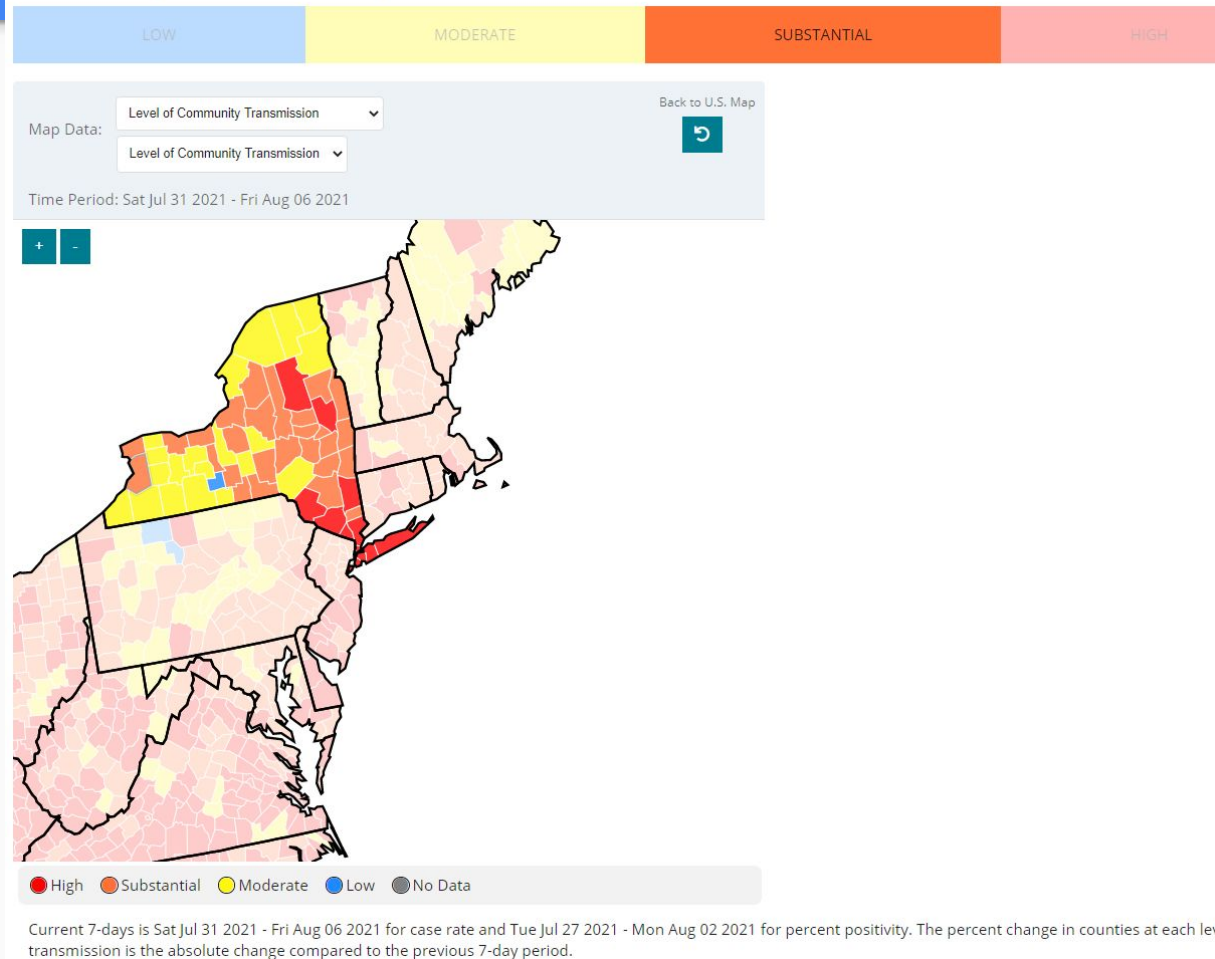 LOW MODERATE SUBSTANTIAL HIGH
Map Data:
Level of Community Transmission
Level of Community Transmission
Back to U.S. Map
Time Period: Sat Jul 31 2021 - Fri Aug 06 2021
+ -
High Substantial Moderate Low No Data
Current 7-days is Sat Jul 31 2021 - Fri Aug 06 2021 for case rate and Tue Jul 27 2021 - Mon Aug 02 2021 for percent positivity. The percent change in counties at each
transmission is the absolute change compared to the previous 7-day period.